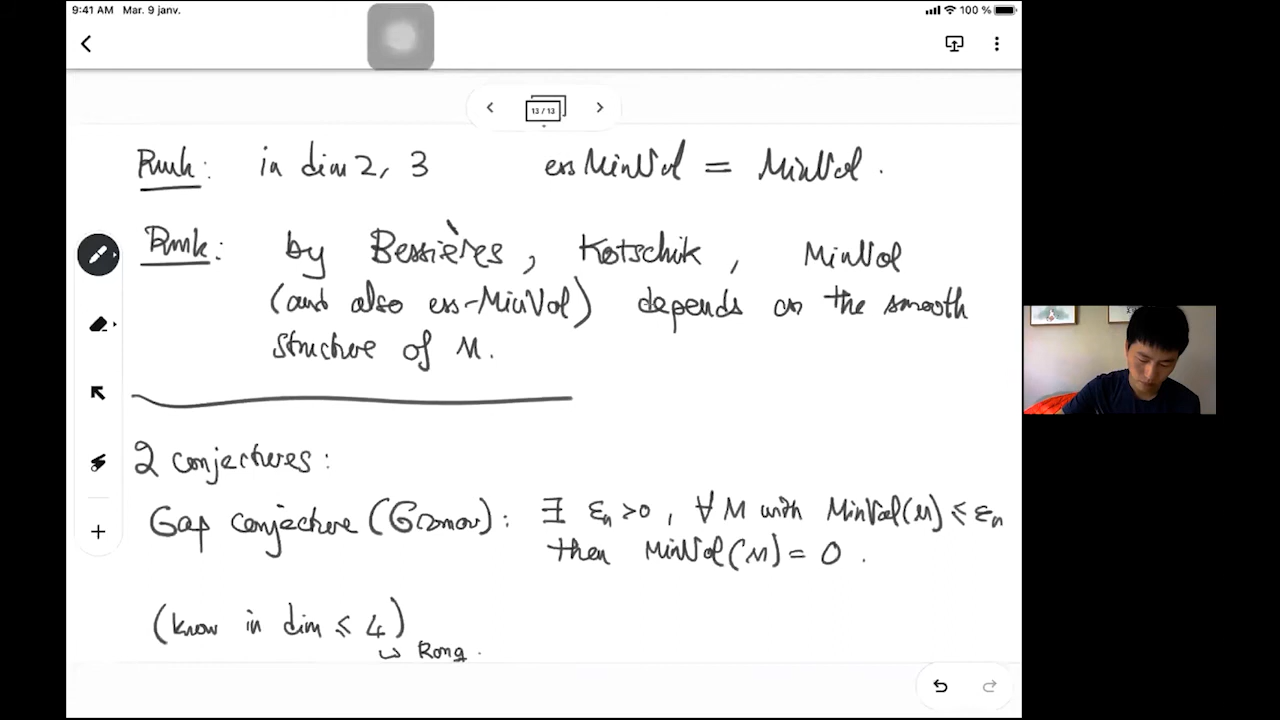 9:41 AM Mar. 9 janv.
100 %
13 / 13
Rmk: in dim 2, 3 ess MinVol = MinVol.
Rmk: by Bessières, Kotschik, MinVol
(and also ess-MinVol) depends on the smooth
structure of M.
2 conjectures:
Gap conjecture (Gromov): ∃ εn >0, ∀ M with MinVol(M) ≤ εn
then MinVol(M) = 0.
(know in dim ≤ 4)
↳ Rong.